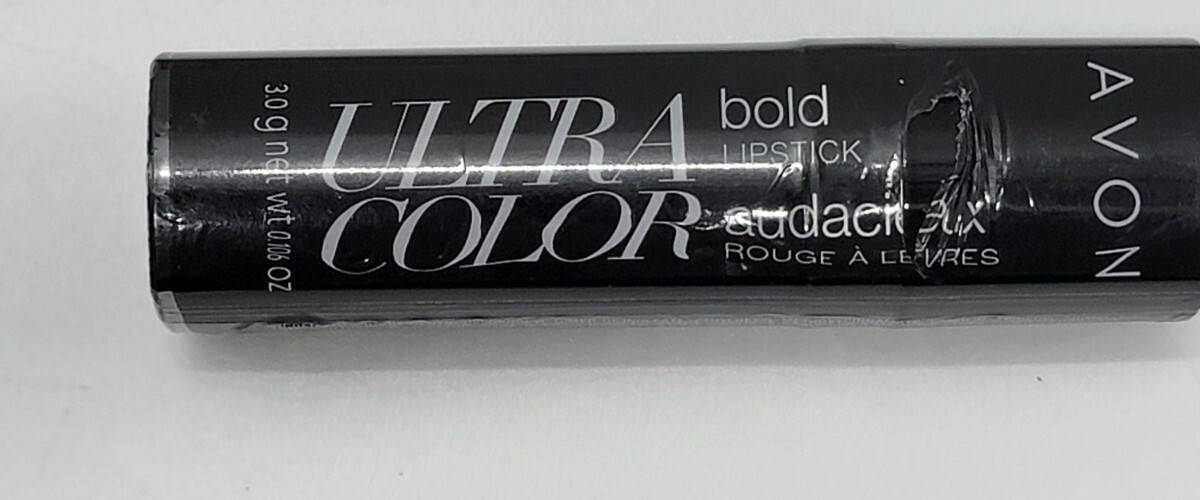 3.0 g net wt 0.106 OZ
ULTRA
COLOR
bold
LIPSTICK
audacieux
ROUGE À LÈVRES
AVON